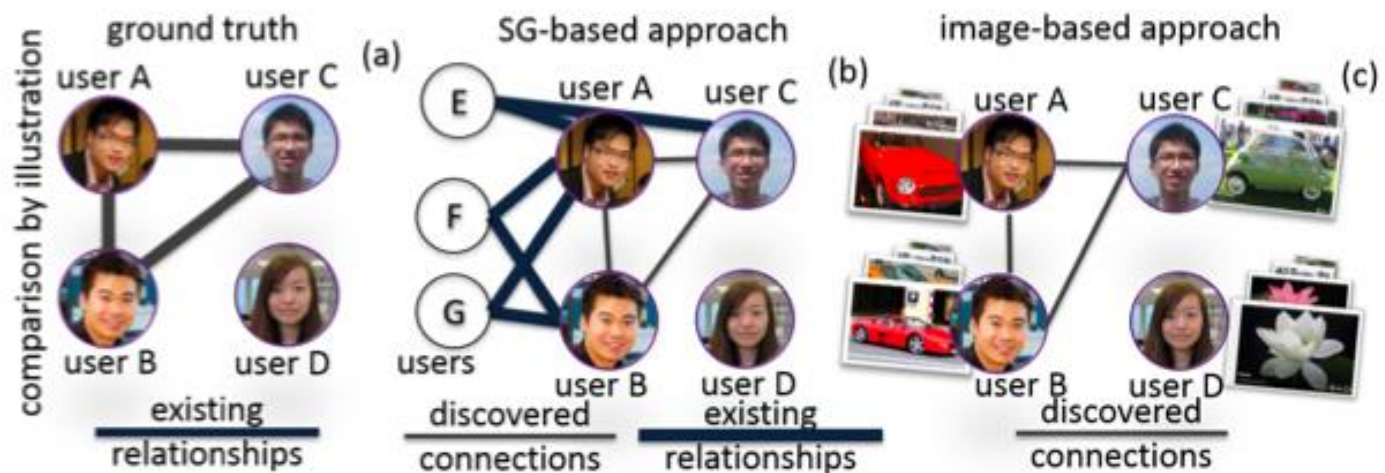 comparison by illustration
ground truth
(a)
user A
user C
user B
user D
existing
relationships
SG-based approach
(b)
E
F
G
users
user A
user C
user B
user D
discovered
connections
existing
relationships
image-based approach
(c)
user A
user C
user B
user D
discovered
connections